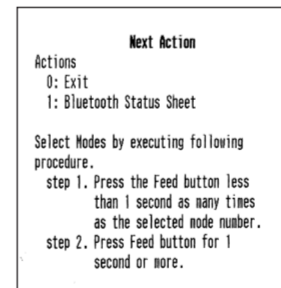 Next Action
Actions
0: Exit
1: Bluetooth Status Sheet
Select Modes by executing following
procedure.
step 1. Press the Feed button less
than 1 second as many times
as the selected mode number.
step 2. Press Feed button for 1
second or more.